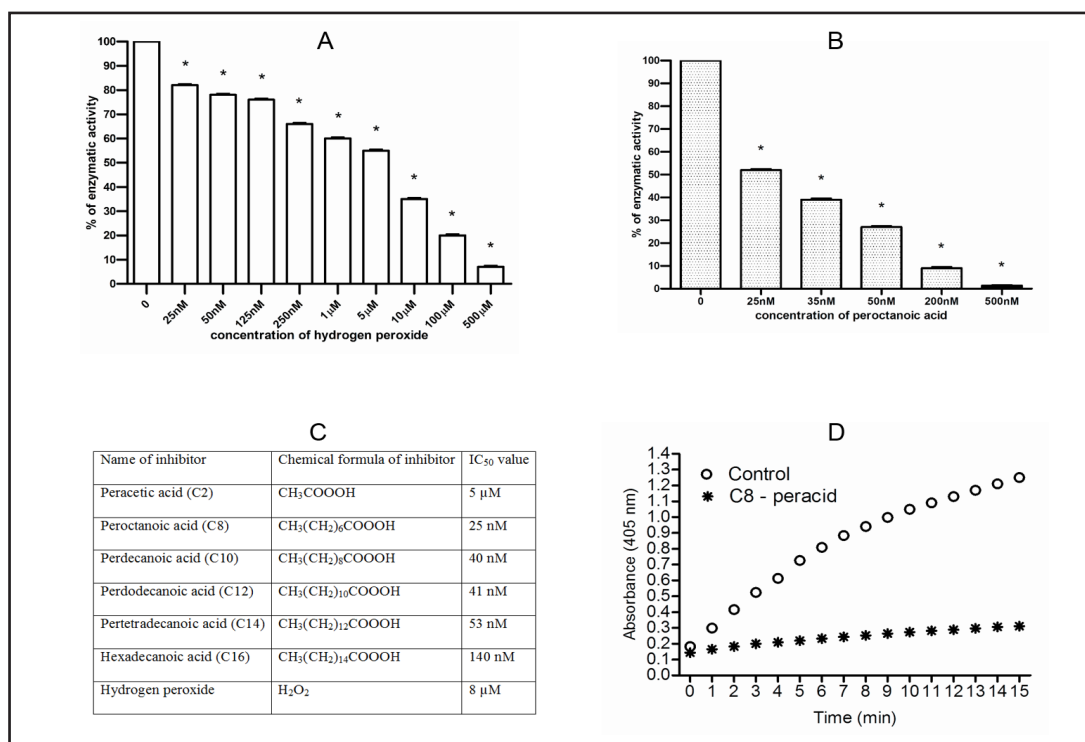 A
% of enzymatic activity
100
90
80
70
60
50
40
30
20
10
0
* * * * * * * * *
0 25nM 50nM 125nM 250nM 1μM 5μM 10μM 100μM 500μM
concentration of hydrogen peroxide
B
% of enzymatic activity
100
90
80
70
60
50
40
30
20
10
0
* * * * *
0 25nM 35nM 50nM 200nM 500nM
concentration of peroctanoic acid
C
Name of inhibitor Chemical formula of inhibitor IC₅₀ value
Peracetic acid (C2) CH₃COOOH 5 μM
Peroctanoic acid (C8) CH₃(CH₂)₆COOOH 25 nM
Perdecanoic acid (C10) CH₃(CH₂)₈COOOH 40 nM
Perdodecanoic acid (C12) CH₃(CH₂)₁₀COOOH 41 nM
Pertetradecanoic acid (C14) CH₃(CH₂)₁₂COOOH 53 nM
Hexadecanoic acid (C16) CH₃(CH₂)₁₄COOOH 140 nM
Hydrogen peroxide H₂O₂ 8 μM
D
Control
C8 - peracid
Absorbance (405 nm)
1.4
1.3
1.2
1.1
1.0
0.9
0.8
0.7
0.6
0.5
0.4
0.3
0.2
0.1
0.0
0 1 2 3 4 5 6 7 8 9 10 11 12 13 14 15
Time (min)